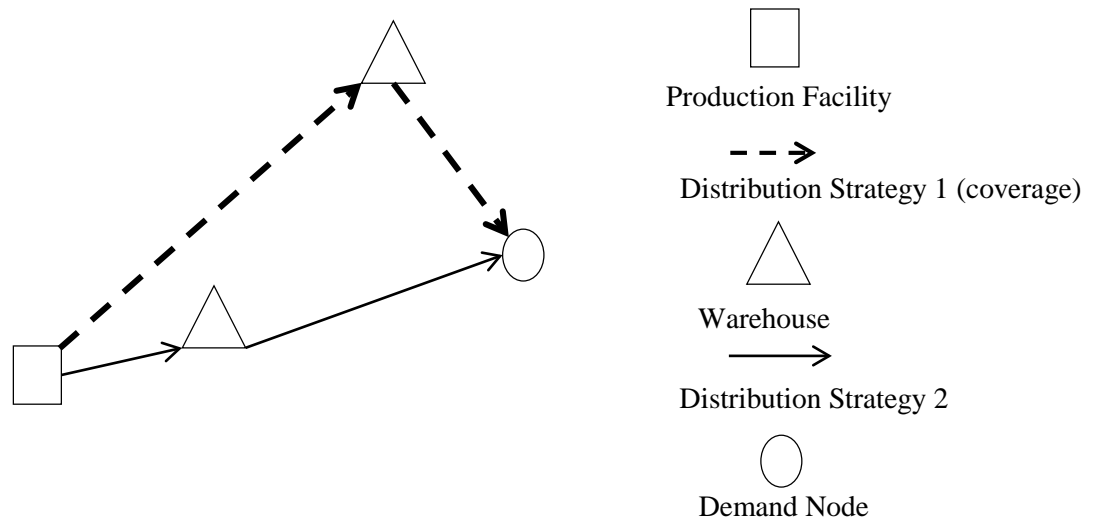 Production Facility
Distribution Strategy 1 (coverage)
Warehouse
Distribution Strategy 2
Demand Node